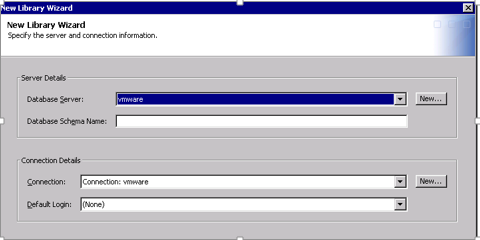 New Library Wizard
New Library Wizard
Specify the server and connection information.
Server Details
Database Server: vmware New...
Database Schema Name:
Connection Details
Connection: Connection: vmware New...
Default Login: (None)